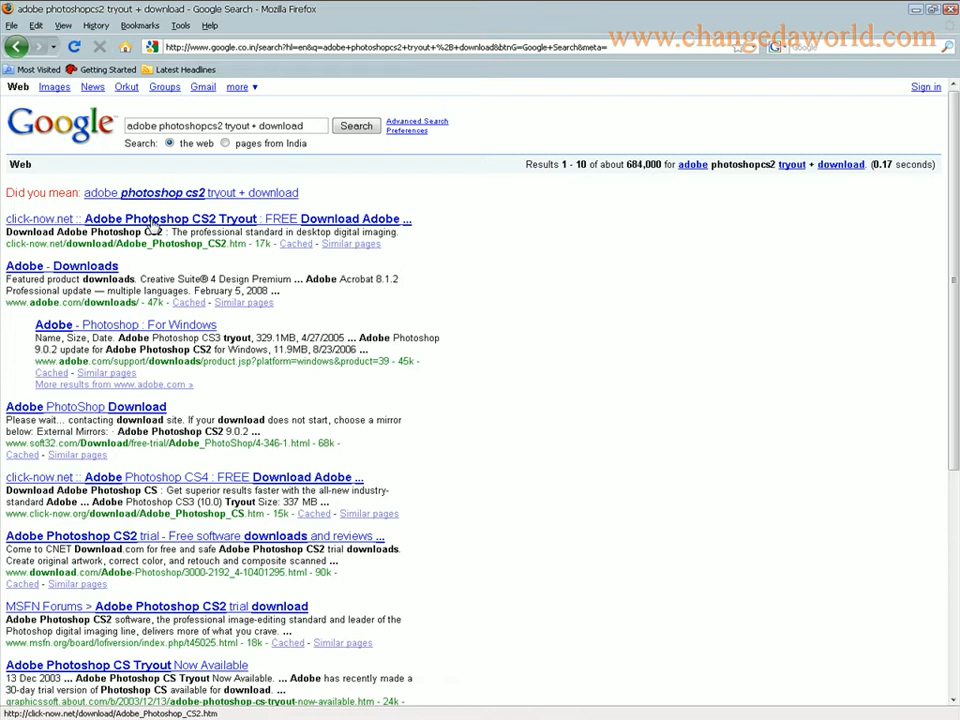 adobe photoshopcs2 tryout + download - Google Search - Mozilla Firefox
File Edit View History Bookmarks Tools Help
http://www.google.co.in/search?hl=en&q=adobe+photoshopcs2+tryout+%2B+download&btnG=Google+Search&meta=
www.changedaworld.com
Google
Most Visited Getting Started Latest Headlines
Web Images News Orkut Groups Gmail more ▼ Sign in
Google
adobe photoshopcs2 tryout + download
Search
Advanced Search
Preferences
Search: the web pages from India
Web Results 1 - 10 of about 684,000 for adobe photoshopcs2 tryout + download. (0.17 seconds)
Did you mean: adobe photoshop cs2 tryout + download
click-now.net :: Adobe Photoshop CS2 Tryout : FREE Download Adobe ...
Download Adobe Photoshop CS2 : The professional standard in desktop digital imaging.
click-now.net/download/Adobe_Photoshop_CS2.htm - 17k - Cached - Similar pages
Adobe - Downloads
Featured product downloads. Creative Suite® 4 Design Premium ... Adobe Acrobat 8.1.2
Professional update — multiple languages. February 5, 2008 ...
www.adobe.com/downloads/ - 47k - Cached - Similar pages
Adobe - Photoshop : For Windows
Name, Size, Date. Adobe Photoshop CS3 tryout, 329.1MB, 4/27/2005 ... Adobe Photoshop
9.0.2 update for Adobe Photoshop CS2 for Windows, 11.9MB, 8/23/2006 ...
www.adobe.com/support/downloads/product.jsp?platform=windows&product=39 - 45k -
Cached - Similar pages
More results from www.adobe.com »
Adobe PhotoShop Download
Please wait... contacting download site. If your download does not start, choose a mirror
below: External Mirrors: · Adobe Photoshop CS2 9.0.2 ...
www.soft32.com/Download/free-trial/Adobe_PhotoShop/4-346-1.html - 68k -
Cached - Similar pages
click-now.net :: Adobe Photoshop CS4 : FREE Download Adobe ...
Download Adobe Photoshop CS : Get superior results faster with the all-new industry-
standard Adobe ... Adobe Photoshop CS3 (10.0) Tryout Size: 337 MB ...
www.click-now.org/download/Adobe_Photoshop_CS.htm - 15k - Cached - Similar pages
Adobe Photoshop CS2 trial - Free software downloads and reviews ...
Come to CNET Download.com for free and safe Adobe Photoshop CS2 trial downloads.
Create original artwork, correct color, and retouch and composite scanned ...
www.download.com/Adobe-Photoshop/3000-2192_4-10401295.html - 90k -
Cached - Similar pages
MSFN Forums > Adobe Photoshop CS2 trial download
Adobe Photoshop CS2 software, the professional image-editing standard and leader of the
Photoshop digital imaging line, delivers more of what you crave. ...
www.msfn.org/board/lofiversion/index.php/t45025.html - 18k - Cached - Similar pages
Adobe Photoshop CS Tryout Now Available
13 Dec 2003 ... Adobe Photoshop CS Tryout Now Available. ... Adobe has recently made a
30-day trial version of Photoshop CS available for download. ...
graphicssoft.about.com/b/2003/12/13/adobe-photoshop-cs-tryout-now-available.htm - 24k -
http://click-now.net/download/Adobe_Photoshop_CS2.htm